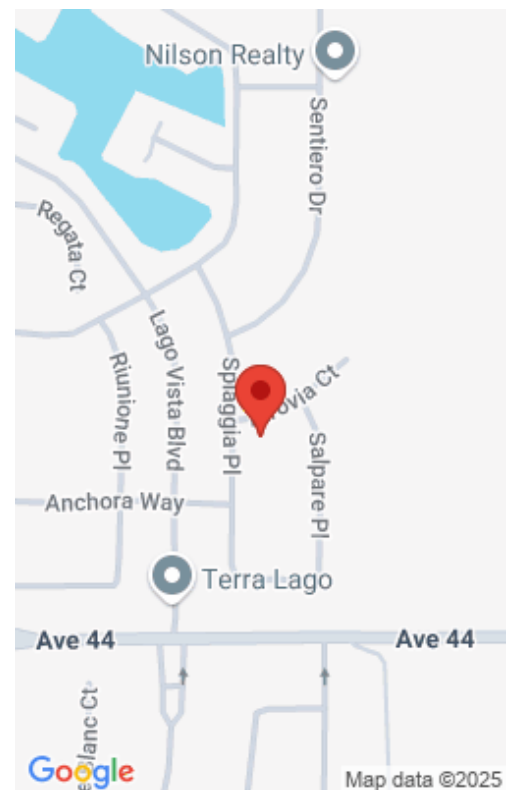 Nilson Realty
Sentiero Dr
Regata Ct
Lago Vista Blvd
Riunione Pl
Spiaggia Pl
Salpare Pl
Anchora Way
Terra Lago
Ave 44
Ave 44
Google
Map data ©2025